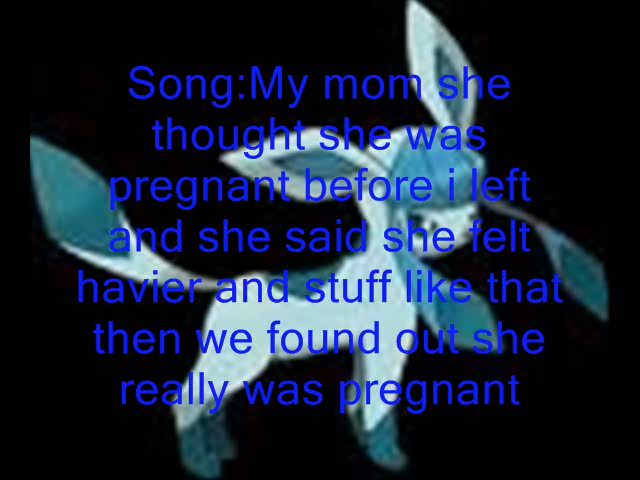 Song:My mom she
thought she was
pregnant before i left
and she said she felt
havier and stuff like that
then we found out she
really was pregnant